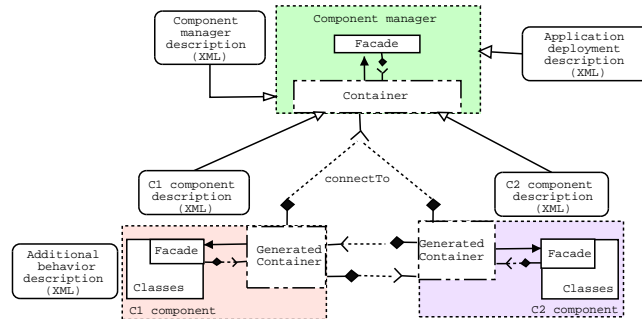 Component manager
Component
manager
description
(XML)
Facade
Application
deployment
description
(XML)
Container
C1 component
description
(XML)
connectTo
C2 component
description
(XML)
Additional
behavior
description
(XML)
Facade
Classes
C1 component
Generated
Container
Generated
Container
Facade
Classes
C2 component